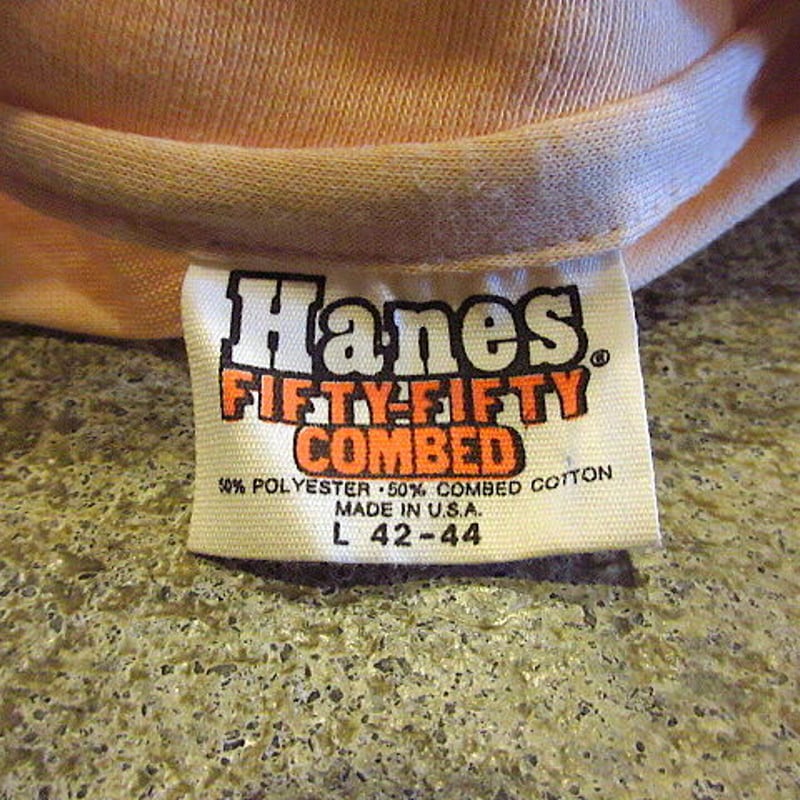 Hanes®
FIFTY-FIFTY
COMBED
50% POLYESTER · 50% COMBED COTTON
MADE IN U.S.A.
L 42-44